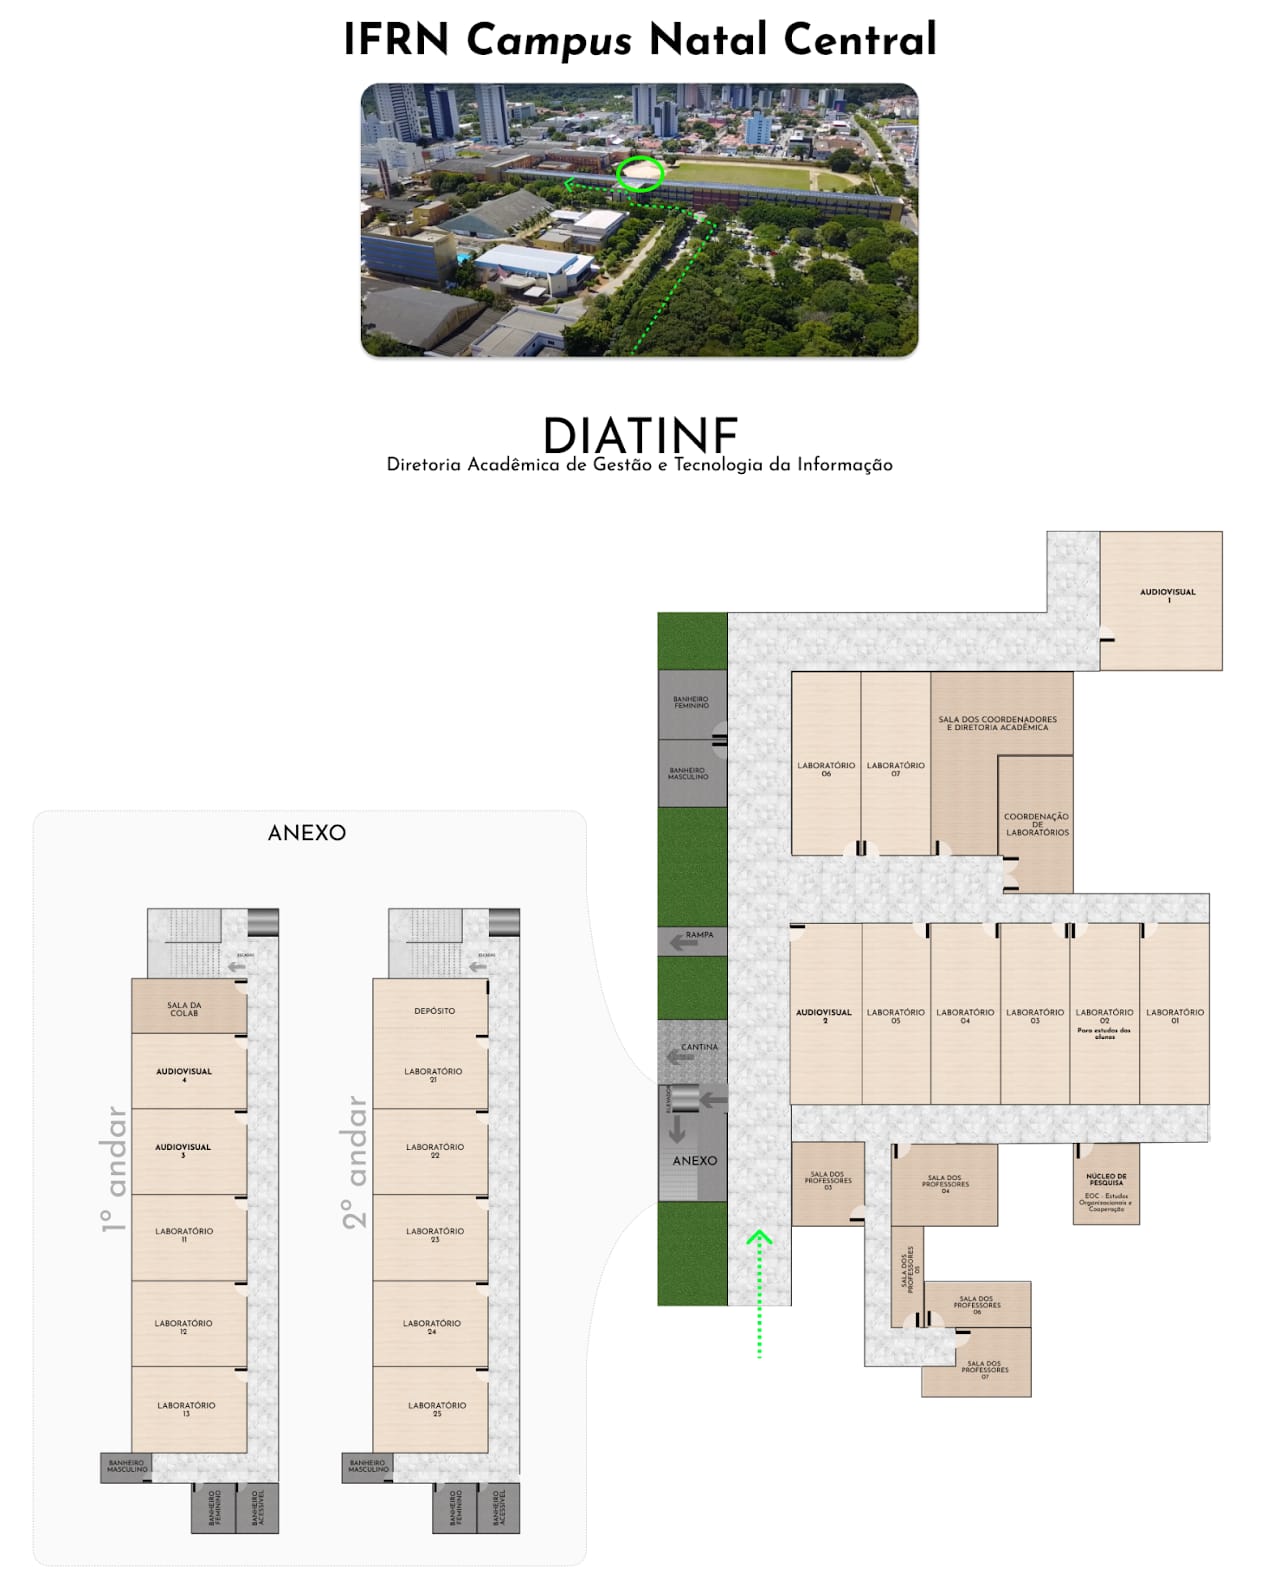 IFRN Campus Natal Central
DIATINF
Diretoria Acadêmica de Gestão e Tecnologia da Informação
AUDIOVISUAL
1
BANHEIRO
FEMININO
BANHEIRO
MASCULINO
LABORATÓRIO
06
LABORATÓRIO
07
SALA DOS COORDENADORES
E DIRETORIA ACADÊMICA
COORDENAÇÃO
DE
LABORATÓRIOS
RAMPA
CANTINA
ELEVADOR
ANEXO
AUDIOVISUAL
2
LABORATÓRIO
05
LABORATÓRIO
04
LABORATÓRIO
03
LABORATÓRIO
02
Para estudos dos
alunos
LABORATÓRIO
01
SALA DOS
PROFESSORES
03
SALA DOS
PROFESSORES
04
NÚCLEO DE
PESQUISA
EOC - Estudos
Organizacionais e
Cooperação
SALA DOS
PROFESSORES
05
SALA DOS
PROFESSORES
06
SALA DOS
PROFESSORES
07
ANEXO
1º andar
ESCADAS
SALA DA
COLAB
AUDIOVISUAL
4
AUDIOVISUAL
3
LABORATÓRIO
11
LABORATÓRIO
12
LABORATÓRIO
13
BANHEIRO
MASCULINO
BANHEIRO
FEMININO
BANHEIRO
ACESSÍVEL
2º andar
ESCADAS
DEPÓSITO
LABORATÓRIO
21
LABORATÓRIO
22
LABORATÓRIO
23
LABORATÓRIO
24
LABORATÓRIO
25
BANHEIRO
MASCULINO
BANHEIRO
FEMININO
BANHEIRO
ACESSÍVEL